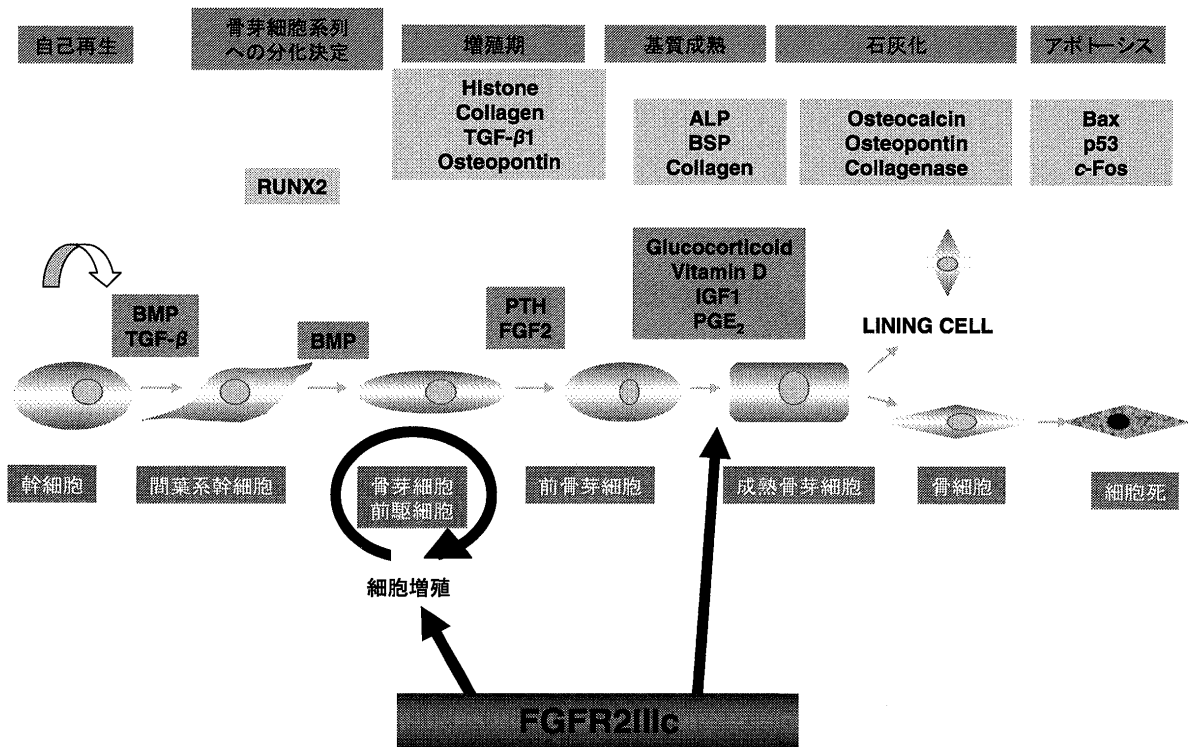 自己再生
骨芽細胞系列
への分化決定
増殖期
基質成熟
石灰化
アポトーシス
Histone
Collagen
TGF-β1
Osteopontin
ALP
BSP
Collagen
Osteocalcin
Osteopontin
Collagenase
Bax
p53
c-Fos
RUNX2
Glucocorticoid
Vitamin D
IGF1
PGE₂
BMP
TGF-β
BMP
PTH
FGF2
LINING CELL
幹細胞
間葉系幹細胞
骨芽細胞
前駆細胞
前骨芽細胞
成熟骨芽細胞
骨細胞
細胞死
細胞増殖
FGFR2IIIc